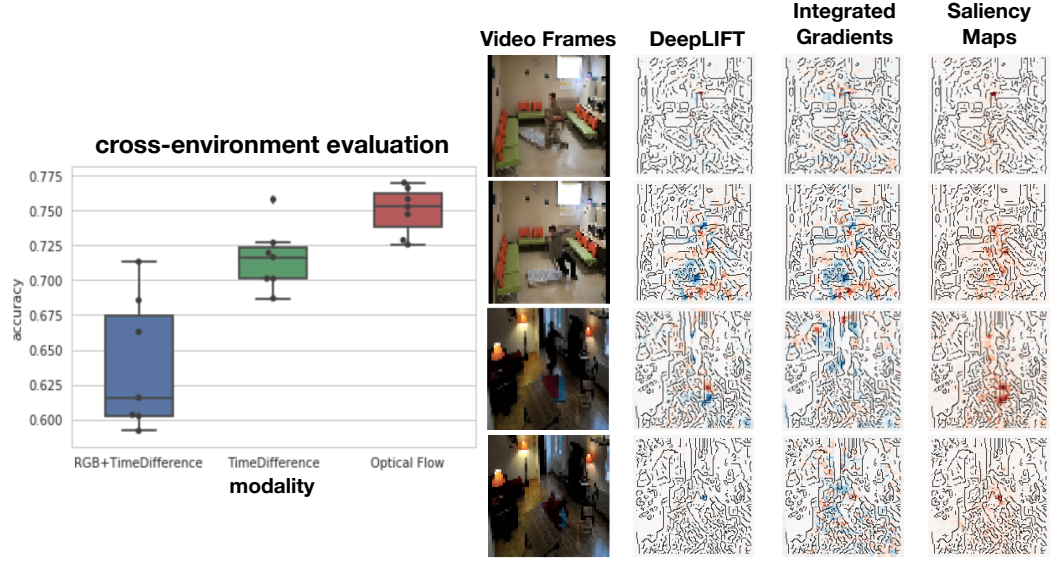 cross-environment evaluation
0.775
0.750
0.725
0.700
0.675
0.650
0.625
0.600
accuracy
RGB+TimeDifference TimeDifference Optical Flow
modality
Video Frames
DeepLIFT
Integrated
Gradients
Saliency
Maps